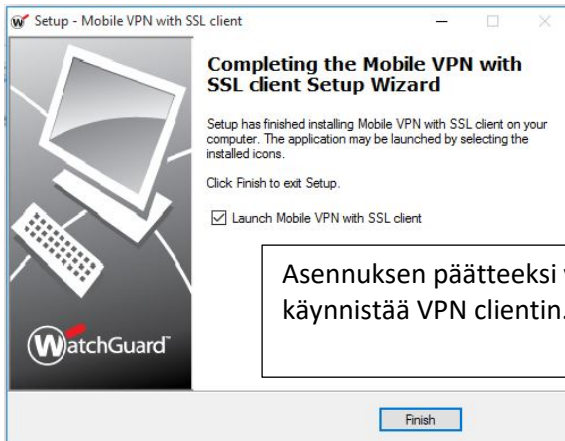 Setup - Mobile VPN with SSL client
Completing the Mobile VPN with
SSL client Setup Wizard
Setup has finished installing Mobile VPN with SSL client on your
computer. The application may be launched by selecting the
installed icons.
Click Finish to exit Setup.
Launch Mobile VPN with SSL client
Asennuksen päätteeksi
käynnistää VPN clientin.
WatchGuard
Finish